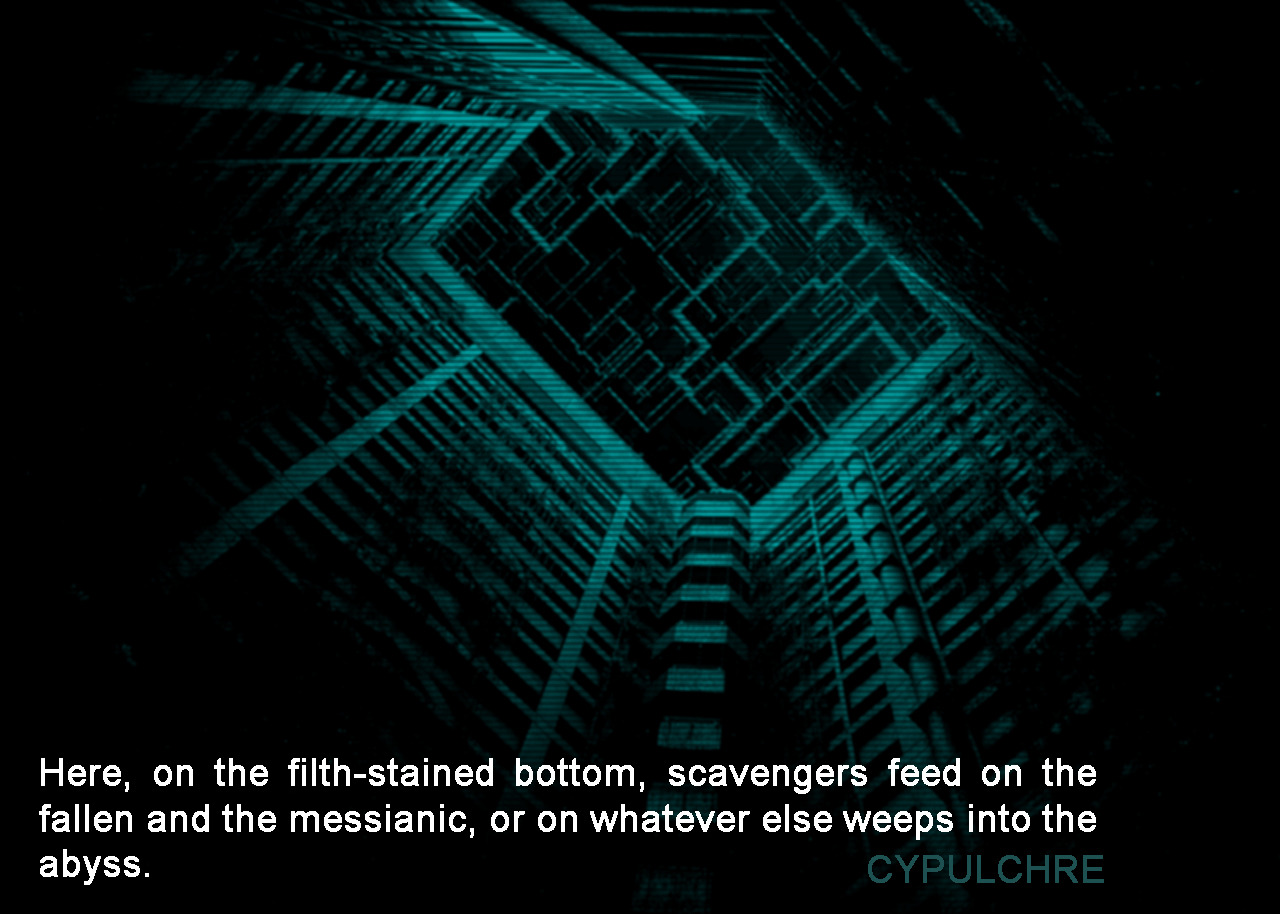 Here, on the filth-stained bottom, scavengers feed on the
fallen and the messianic, or on whatever else weeps into the
abyss.
CYPULCHRE